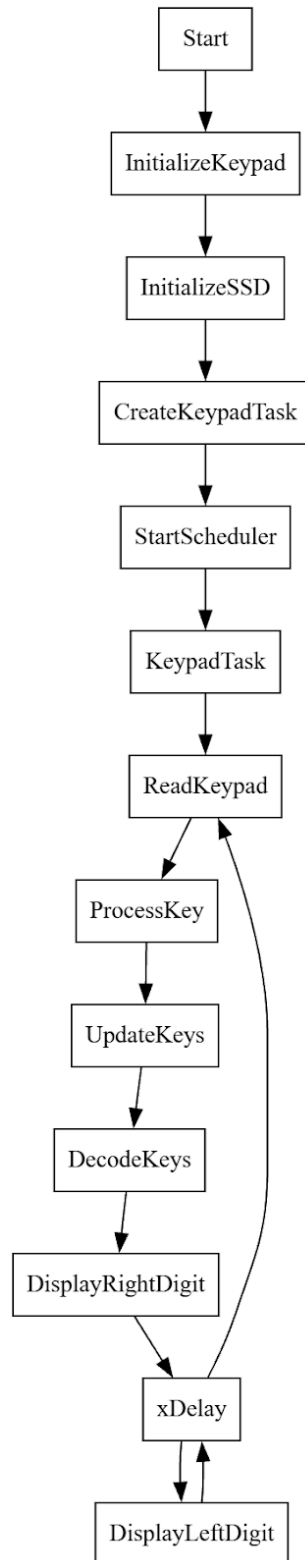 Start
InitializeKeypad
InitializeSSD
CreateKeypadTask
StartScheduler
KeypadTask
ReadKeypad
ProcessKey
UpdateKeys
DecodeKeys
DisplayRightDigit
xDelay
DisplayLeftDigit